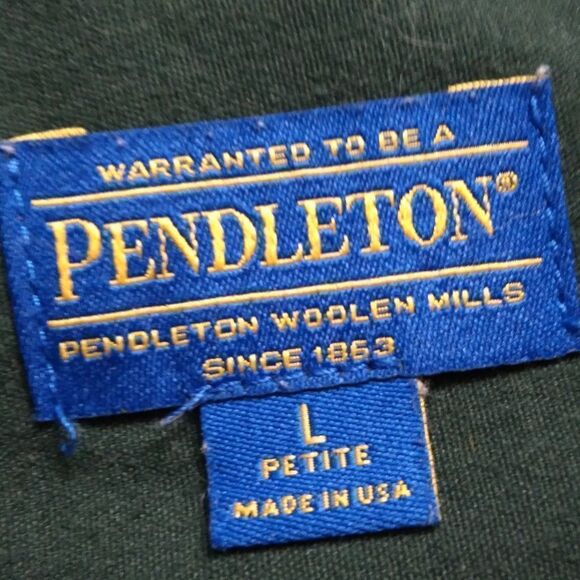 WARRANTED TO BE A
PENDLETON®
PENDLETON WOOLEN MILLS
SINCE 1863
L
PETITE
MADE IN USA